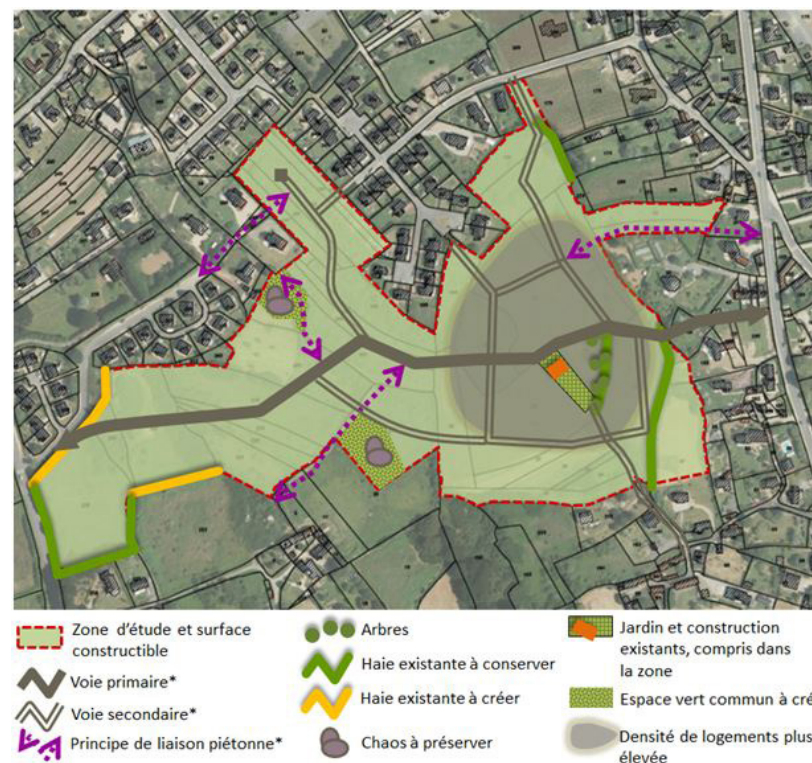 Zone d'étude et surface
constructible
Voie primaire*
Voie secondaire*
Principe de liaison piétonne*
Arbres
Haie existante à conserver
Haie existante à créer
Chaos à préserver
Jardin et construction
existants, compris dans
la zone
Espace vert commun à cré
Densité de logements plus
élevée